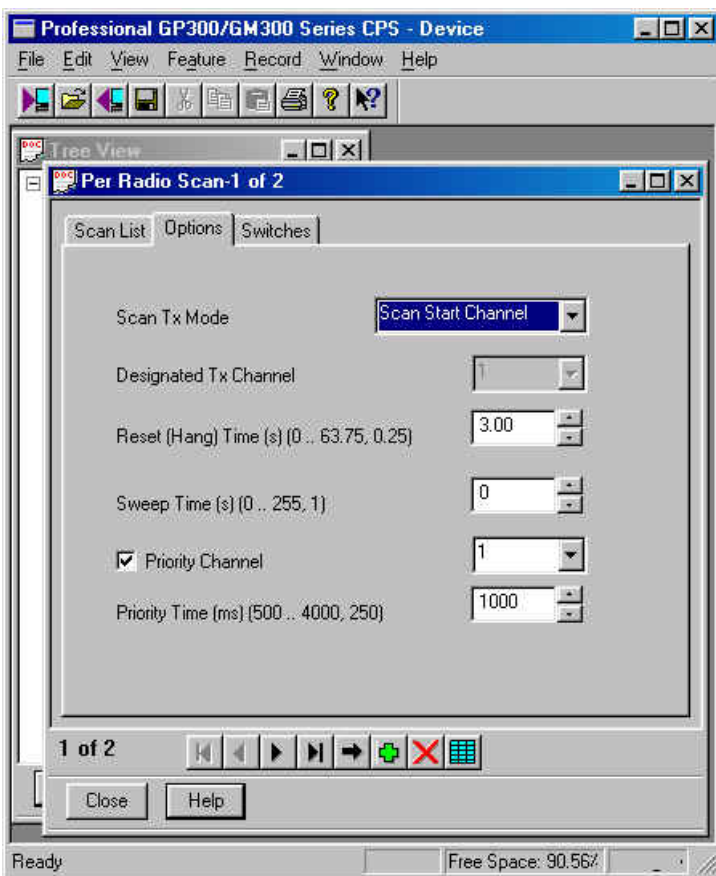 Professional GP300/GM300 Series CPS - Device
File Edit View Feature Record Window Help
DOC Tree View
DOC Per Radio Scan-1 of 2
Scan List Options Switches
Scan Tx Mode Scan Start Channel
Designated Tx Channel 1
Reset (Hang) Time (s) (0 .. 63.75, 0.25) 3.00
Sweep Time (s) (0 .. 255, 1) 0
Priority Channel 1
Priority Time (ms) (500 .. 4000, 250) 1000
1 of 2
Close Help
Ready Free Space: 90.56%